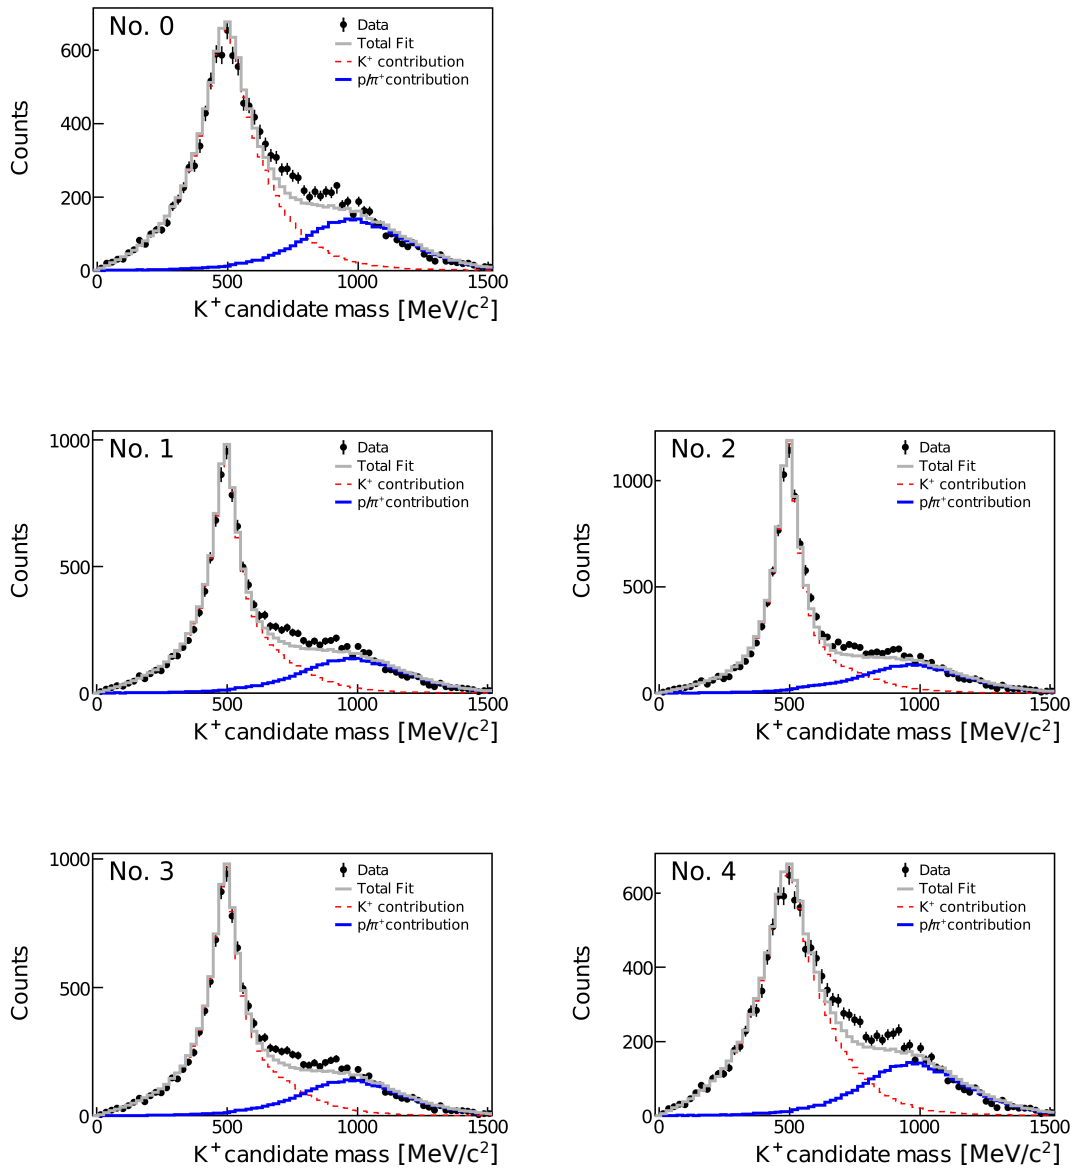 No. 0
Data
Total Fit
K⁺ contribution
p/π⁺contribution
600
400
200
0
Counts
0 500 1000 1500
K⁺candidate mass [MeV/c²]
No. 1
Data
Total Fit
K⁺ contribution
p/π⁺contribution
1000
500
0
Counts
0 500 1000 1500
K⁺candidate mass [MeV/c²]
No. 2
Data
Total Fit
K⁺ contribution
p/π⁺contribution
1000
500
0
Counts
0 500 1000 1500
K⁺candidate mass [MeV/c²]
No. 3
Data
Total Fit
K⁺ contribution
p/π⁺contribution
1000
500
0
Counts
0 500 1000 1500
K⁺candidate mass [MeV/c²]
No. 4
Data
Total Fit
K⁺ contribution
p/π⁺contribution
600
400
200
0
Counts
0 500 1000 1500
K⁺candidate mass [MeV/c²]